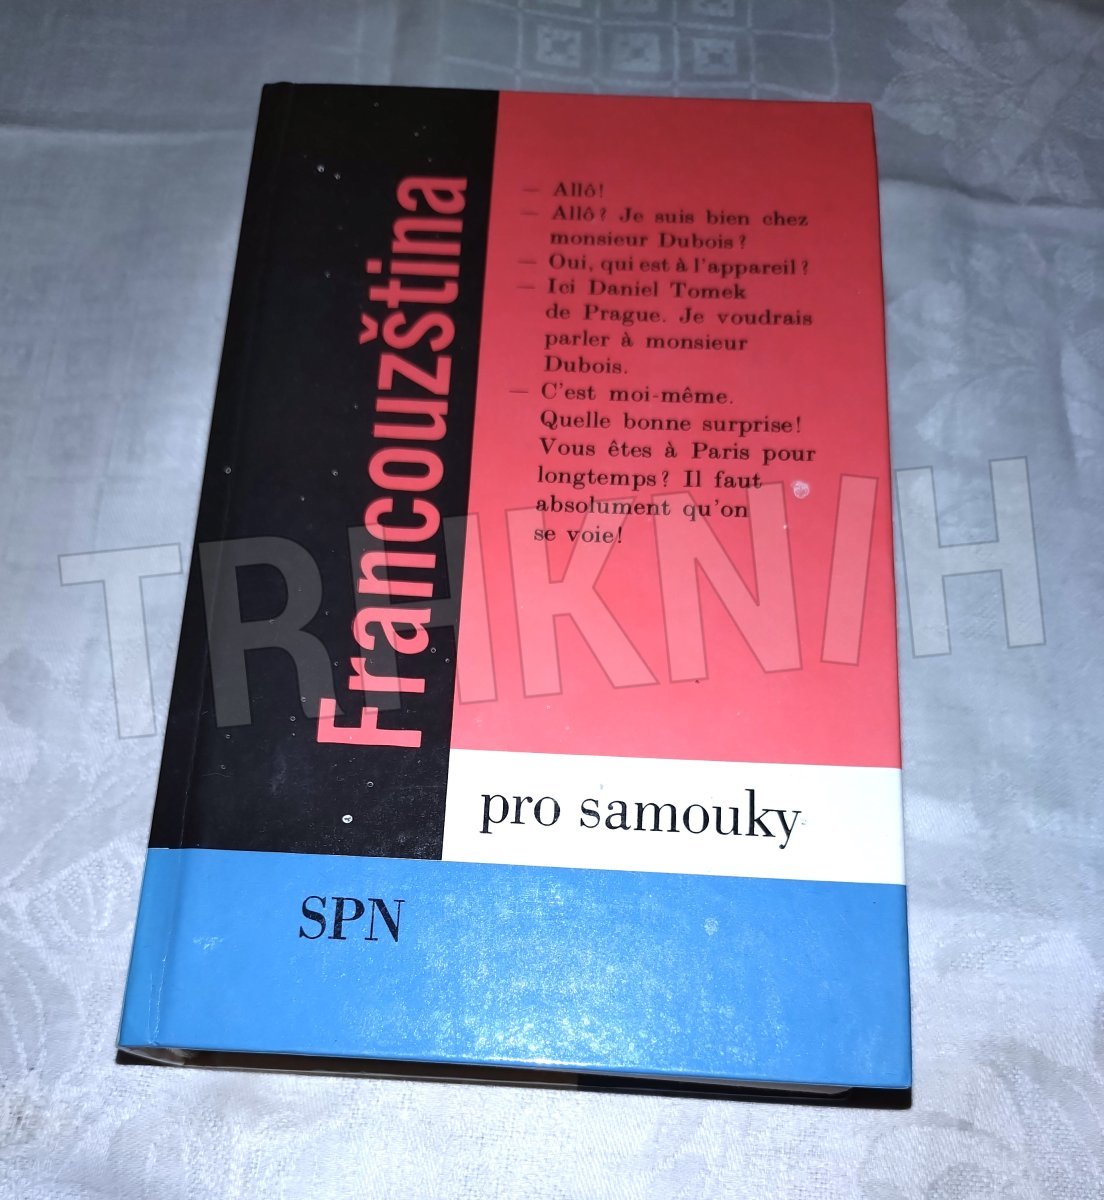 Francouzština
— Allô!
— Allô? Je suis bien chez
monsieur Dubois?
— Oui, qui est à l'appareil?
— Ici Daniel Tomek
de Prague. Je voudrais
parler à monsieur
Dubois.
— C'est moi-même.
Quelle bonne surprise!
Vous êtes à Paris pour
longtemps? Il faut
absolument qu'on
se voie!
pro samouky
SPN
TRHKNIH